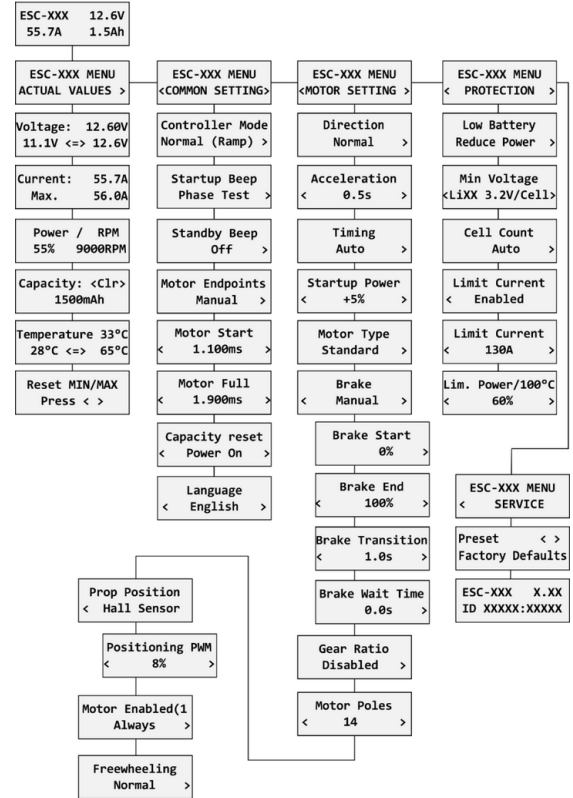 ESC-XXX 12.6V
55.7A 1.5Ah
ESC-XXX MENU
ACTUAL VALUES >
Voltage: 12.60V
11.1V <=> 12.6V
Current: 55.7A
Max. 56.0A
Power / RPM
55% 9000RPM
Capacity: <Clr>
1500mAh
Temperature 33°C
28°C <=> 65°C
Reset MIN/MAX
Press < >
ESC-XXX MENU
<COMMON SETTING>
Controller Mode
Normal (Ramp) >
Startup Beep
Phase Test >
Standby Beep
Off >
Motor Endpoints
Manual >
Motor Start
< 1.100ms >
Motor Full
< 1.900ms >
Capacity reset
< Power On >
Language
< English >
ESC-XXX MENU
<MOTOR SETTING >
Direction
Normal >
Acceleration
< 0.5s >
Timing
Auto >
Startup Power
< +5% >
Motor Type
Standard >
Brake
< Manual >
Brake Start
0% >
Brake End
< 100% >
Brake Transition
< 1.0s >
Brake Wait Time
0.0s >
Gear Ratio
Disabled >
Motor Poles
< 14 >
Prop Position
< Hall Sensor
Positioning PWM
< 8% >
Motor Enabled(1
Always >
Freewheeling
Normal >
ESC-XXX MENU
< PROTECTION >
Low Battery
Reduce Power >
Min Voltage
<LiXX 3.2V/Cell>
Cell Count
Auto >
Limit Current
< Enabled
Limit Current
< 130A >
Lim. Power/100°C
< 60% >
ESC-XXX MENU
< SERVICE
Preset < >
Factory Defaults
ESC-XXX X.XX
ID XXXXX:XXXXX